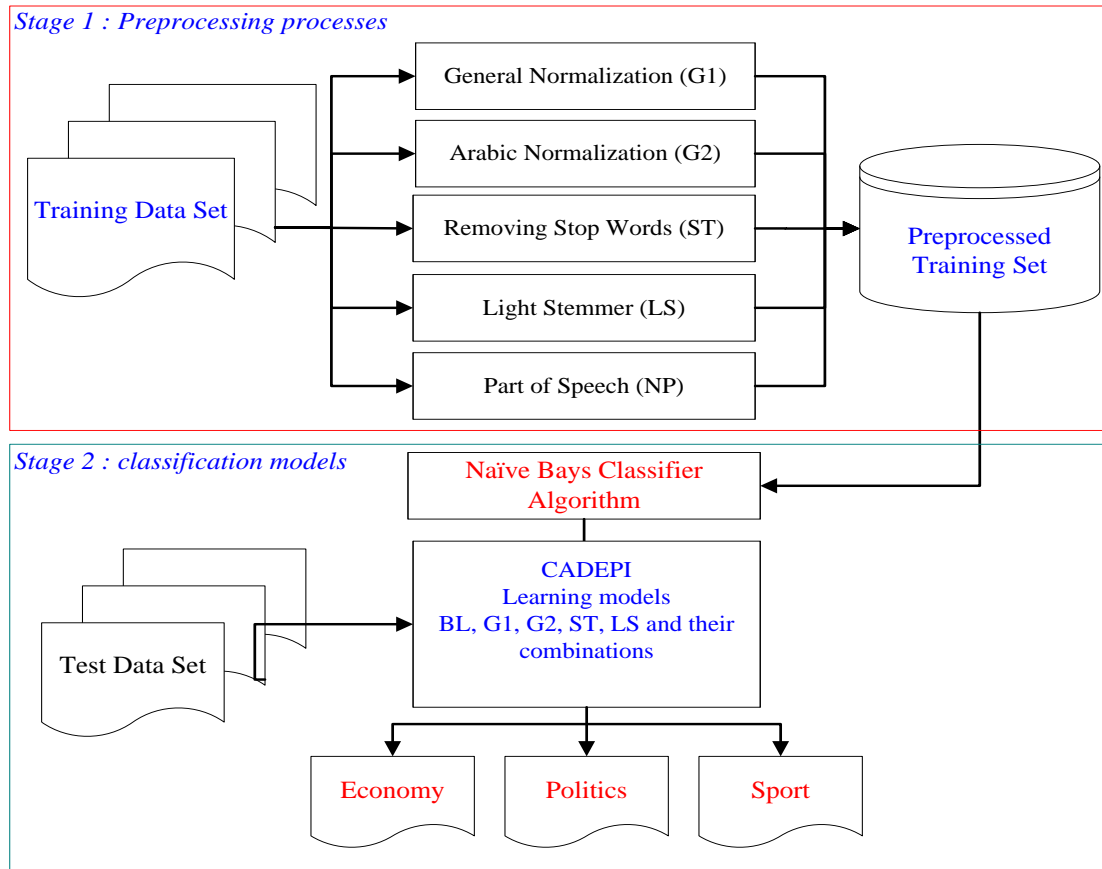 Stage 1 : Preprocessing processes
General Normalization (G1)
Arabic Normalization (G2)
Training Data Set
Removing Stop Words (ST)
Preprocessed
Training Set
Light Stemmer (LS)
Part of Speech (NP)
Stage 2 : classification models
Naïve Bays Classifier
Algorithm
CADEPI
Learning models
BL, G1, G2, ST, LS and their
combinations
Test Data Set
Economy
Politics
Sport